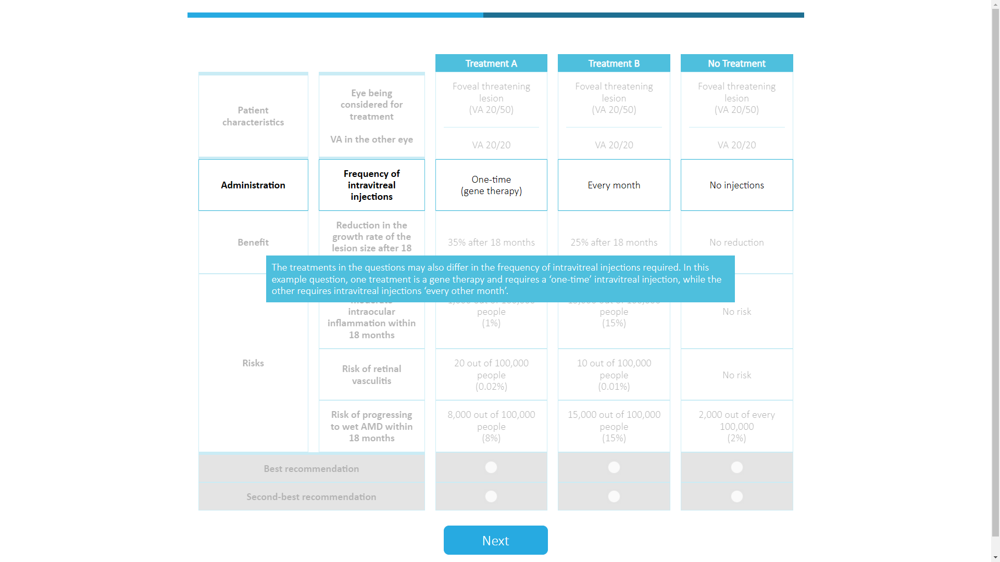 Treatment A
Treatment B
No Treatment
Patient
characteristics
Eye being
considered for
treatment
VA in the other eye
Foveal threatening
lesion
(VA 20/50)
VA 20/20
Foveal threatening
lesion
(VA 20/50)
VA 20/20
Foveal threatening
lesion
(VA 20/50)
VA 20/20
Administration
Frequency of
intravitreal
injections
One-time
(gene therapy)
Every month
No injections
Benefit
Reduction in the
growth rate of the
lesion size after 18
35% after 18 months
25% after 18 months
No reduction
The treatments in the questions may also differ in the frequency of intravitreal injections required. In this
example question, one treatment is a gene therapy and requires a ‘one-time’ intravitreal injection, while the
other requires intravitreal injections ‘every other month’.
Risks
intraocular
inflammation within
18 months
people
(1%)
people
(15%)
No risk
Risk of retinal
vasculitis
20 out of 100,000
people
(0.02%)
10 out of 100,000
people
(0.01%)
No risk
Risk of progressing
to wet AMD within
18 months
8,000 out of 100,000
people
(8%)
15,000 out of 100,000
people
(15%)
2,000 out of every
100,000
(2%)
Best recommendation
Second-best recommendation
Next